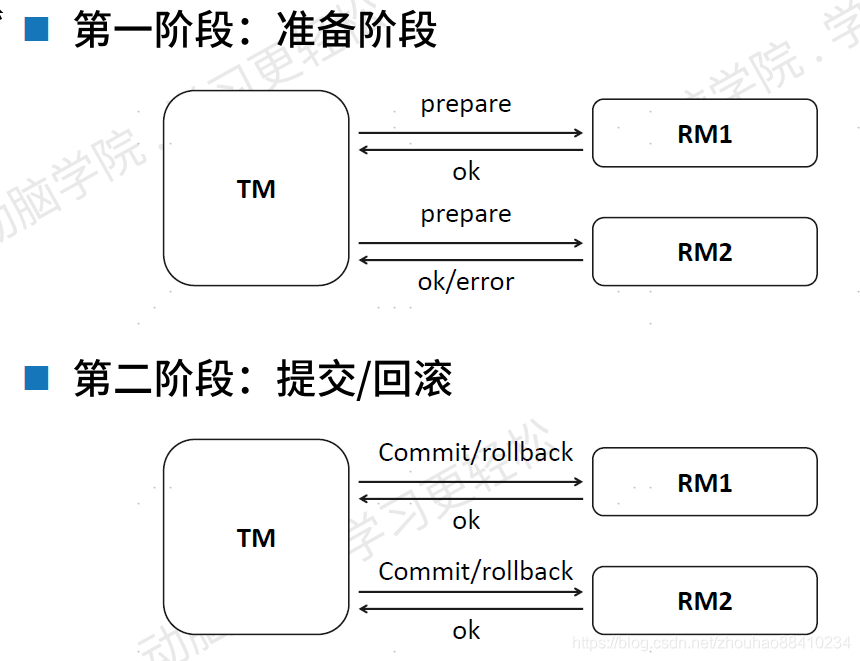 第一阶段：准备阶段
prepare
TM
RM1
ok
prepare
RM2
ok/error
第二阶段：提交/回滚
Commit/rollback
TM
RM1
ok
Commit/rollback
RM2
ok
动脑学院.学习更轻松
https://blog.csdn.net/zhouhao88410234